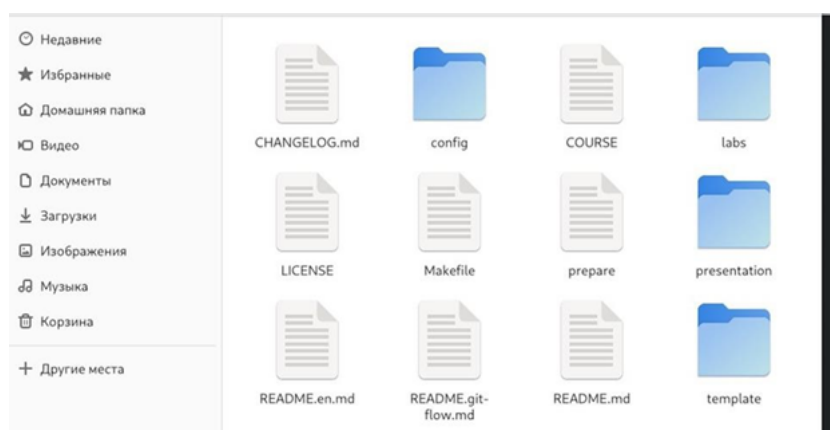 Недавние
Избранные
Домашняя папка
Видео
Документы
Загрузки
Изображения
Музыка
Корзина
Другие места
CHANGELOG.md
config
COURSE
labs
LICENSE
Makefile
prepare
presentation
README.en.md
README.git-
flow.md
README.md
template